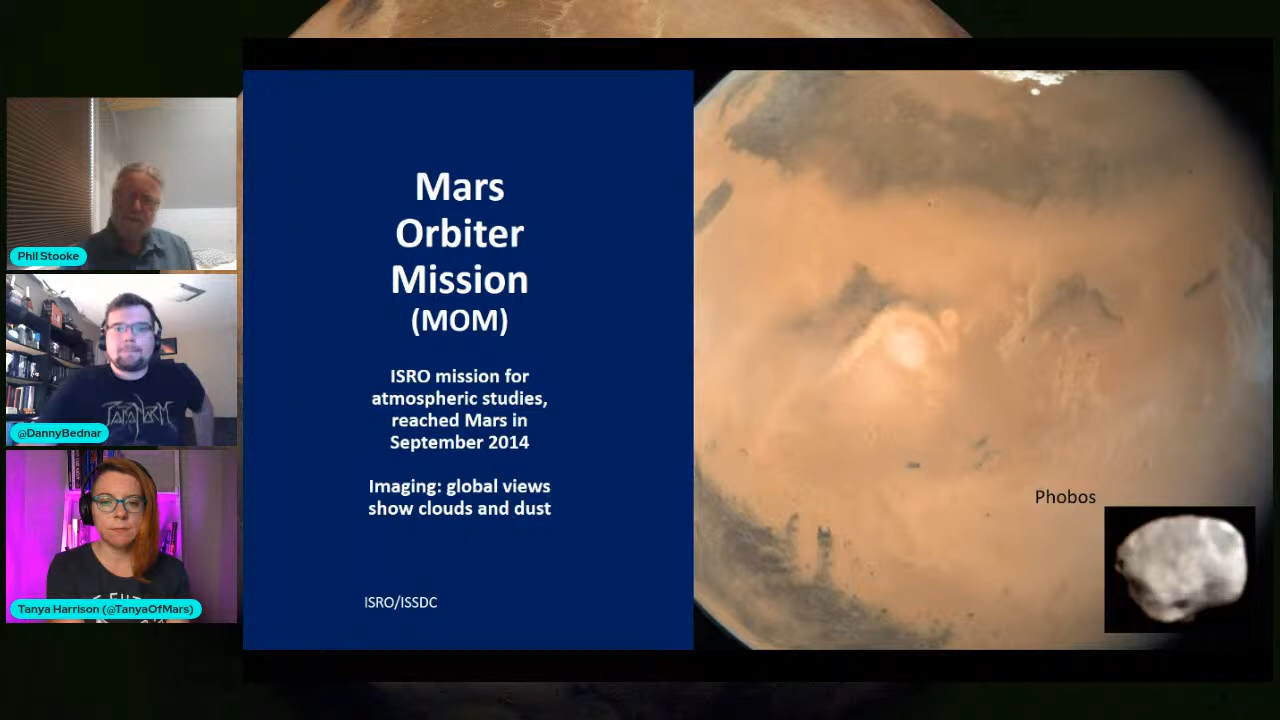 Mars
Orbiter
Mission
(MOM)
ISRO mission for
atmospheric studies,
reached Mars in
September 2014
Imaging: global views
show clouds and dust
ISRO/ISSDC
Phobos
Phil Stooke
@DannyBednar
Tanya Harrison (@TanyaOfMars)